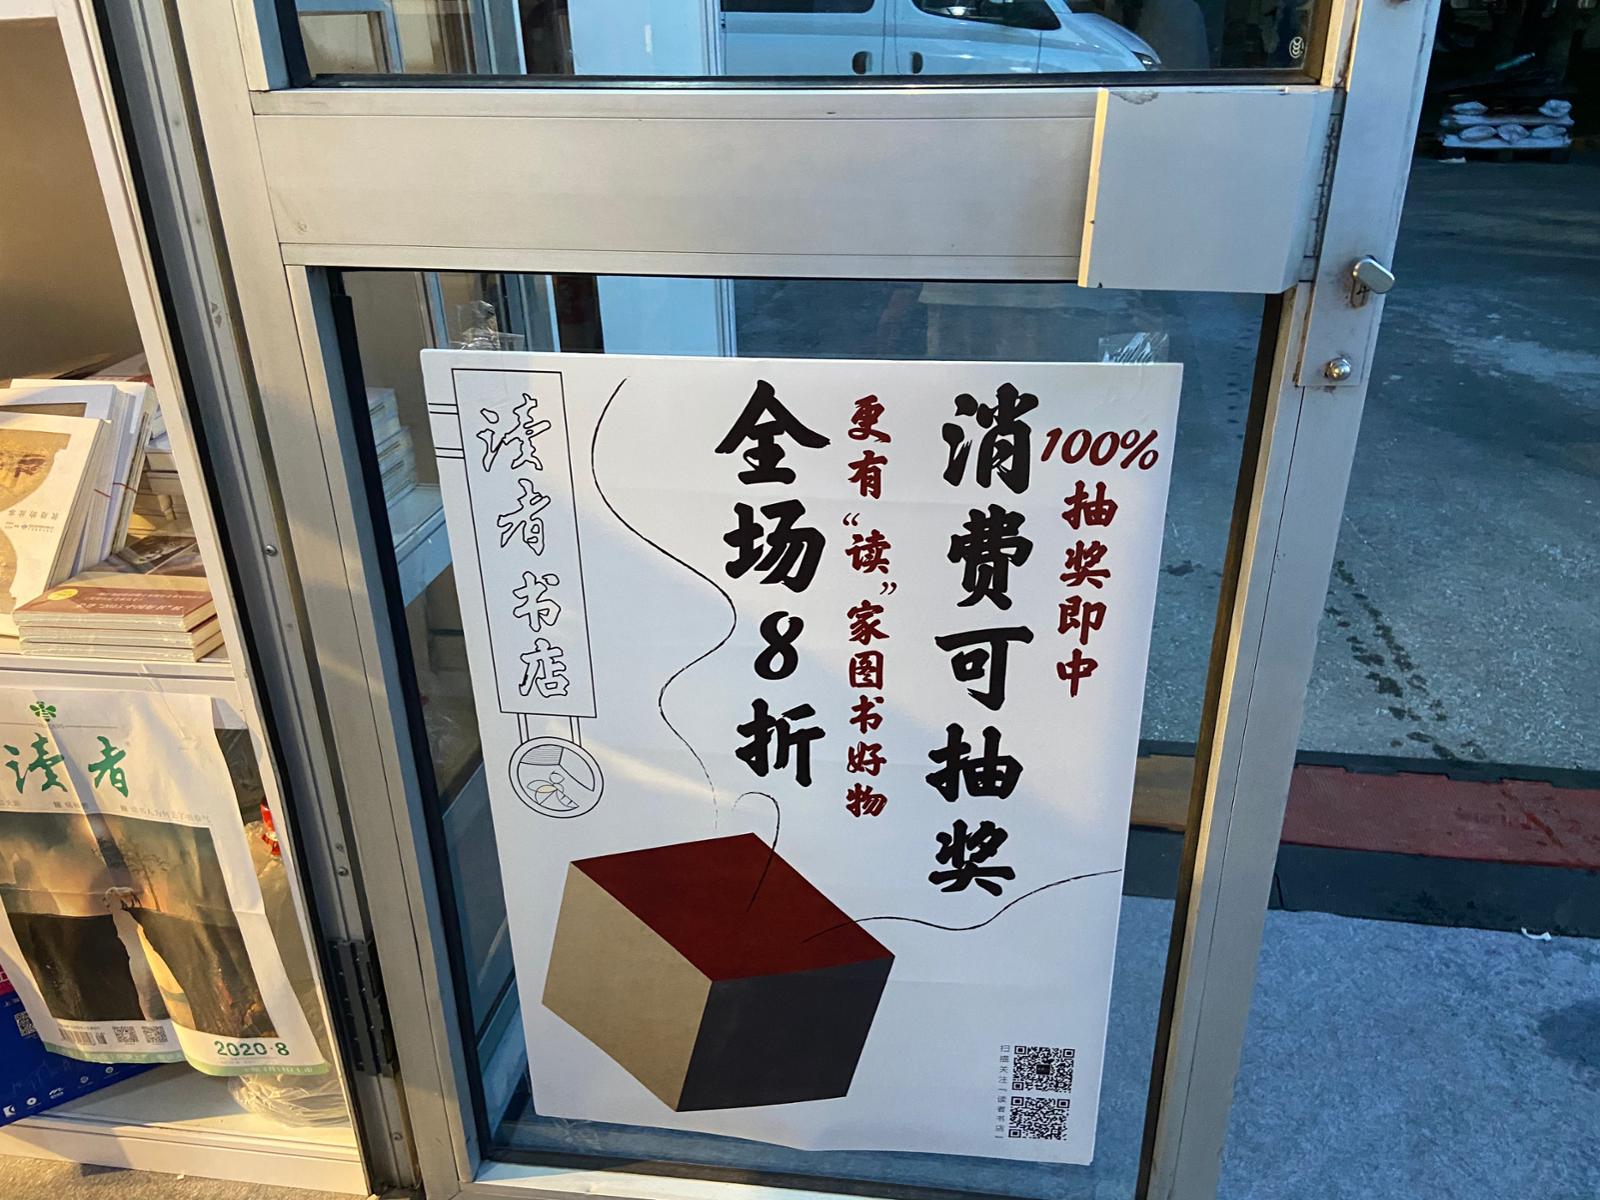 100%
抽奖即中
消费可抽奖
更有“读”家图书好物
全场8折
读者书店
扫描关注「读者书店」
读者
2020·8